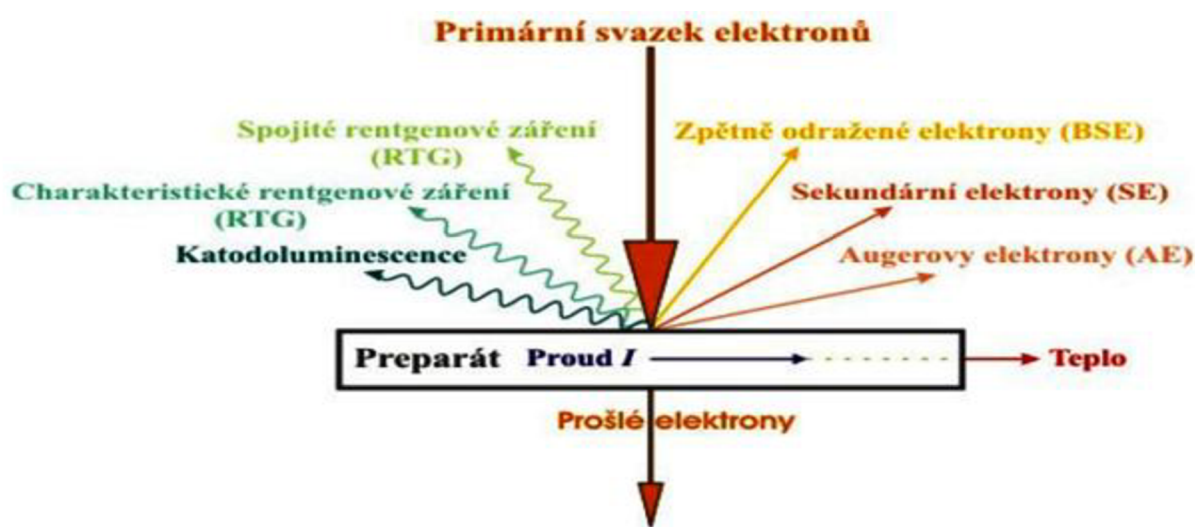 Primární svazek elektronů
Spojité rentgenové záření
(RTG)
Zpětně odražené elektrony (BSE)
Charakteristické rentgenové záření
(RTG)
Sekundární elektrony (SE)
Katodoluminescence
Augerovy elektrony (AE)
Preparát Proud I
Teplo
Prošlé elektrony